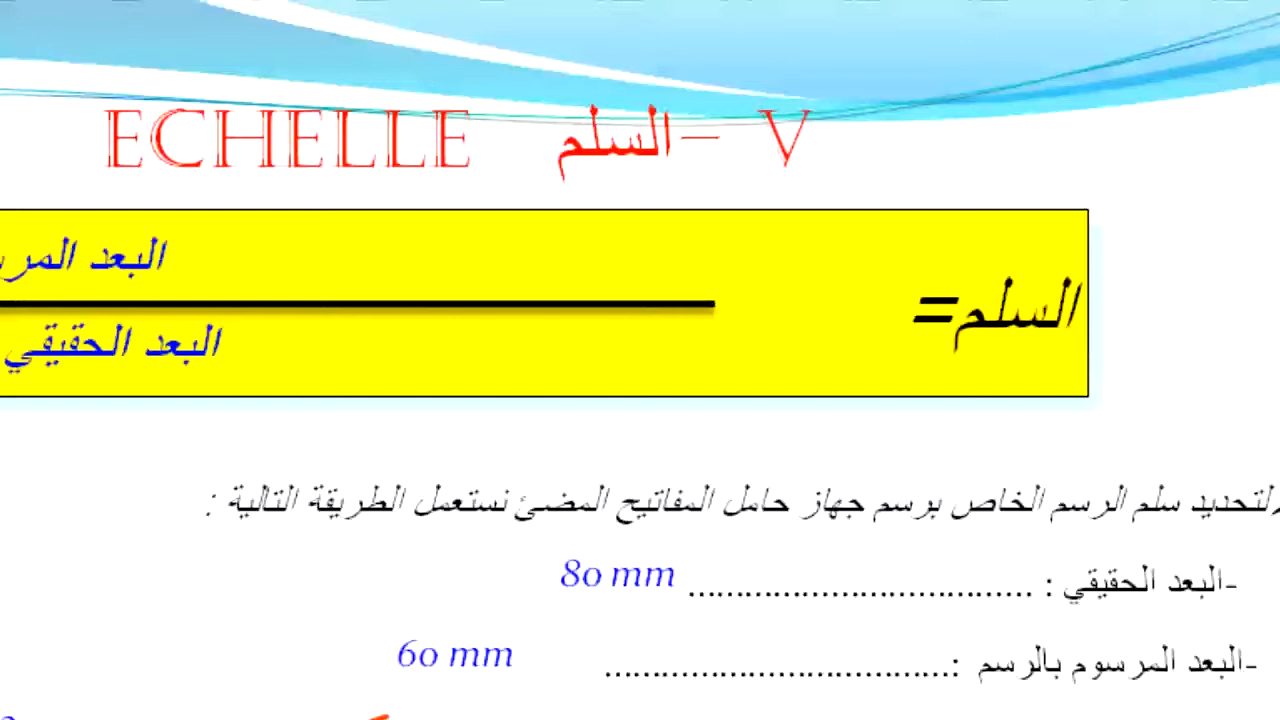 V –السلم ECHELLE
البعد
السلم=
البعد الحقيقي
لتحديد سلم الرسم الخاص برسم جهاز حامل المفاتيح المضئ نستعمل الطريقة التالية :
-البعد الحقيقي : .................................. 80 mm
-البعد المرسوم بالرسم :.................................. 60 mm